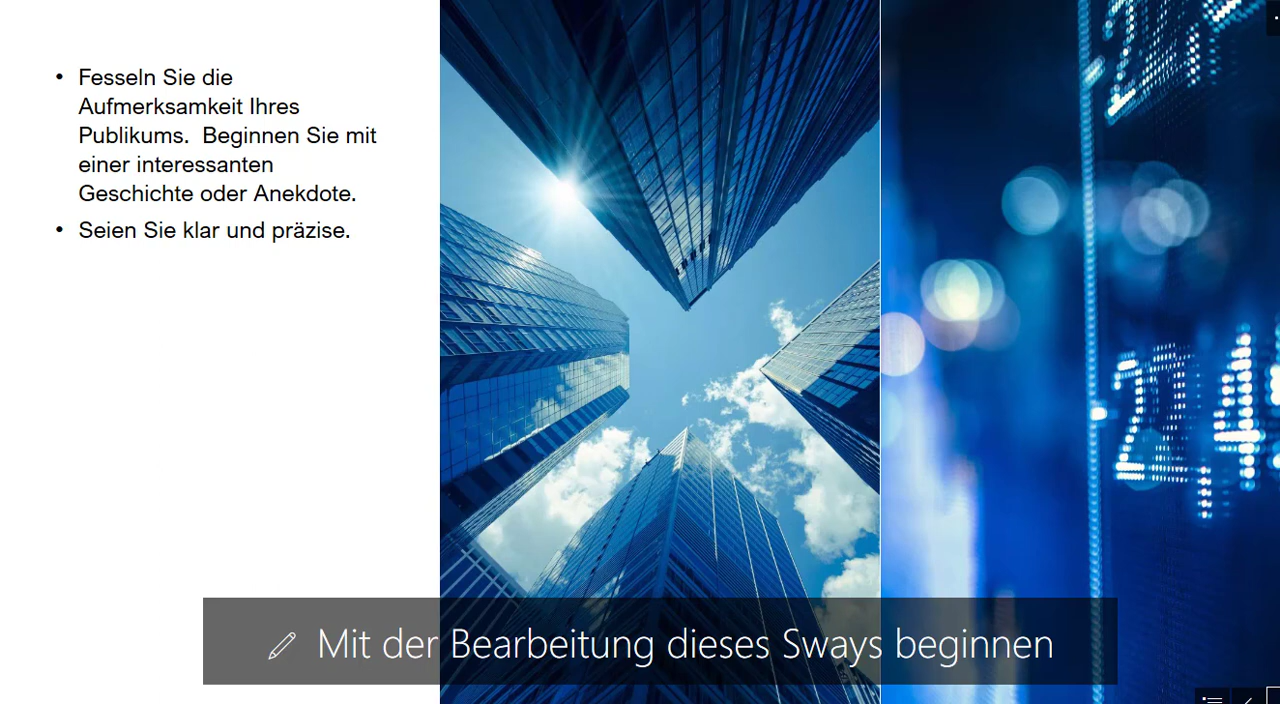 • Fesseln Sie die
Aufmerksamkeit Ihres
Publikums.  Beginnen Sie mit
einer interessanten
Geschichte oder Anekdote.
• Seien Sie klar und präzise.
Mit der Bearbeitung dieses Sways beginnen